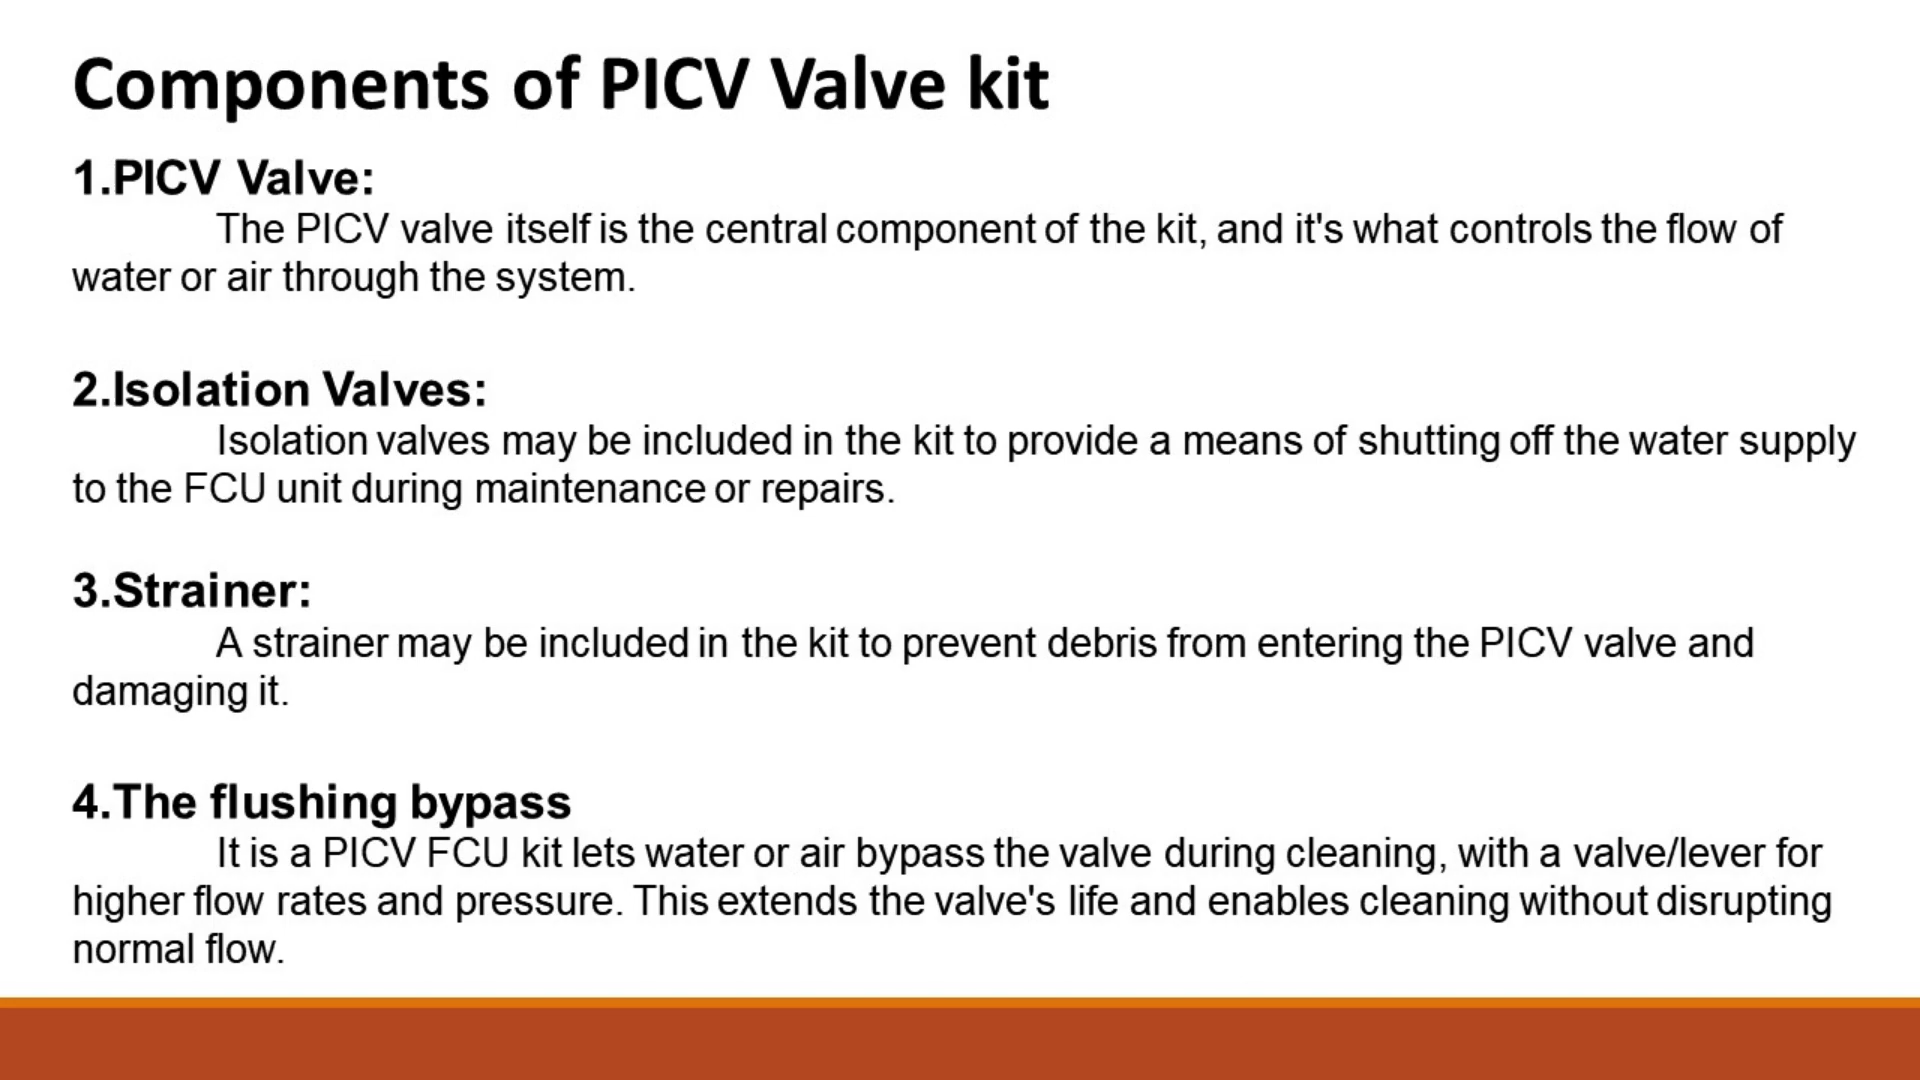 Components of PICV Valve kit
1.PICV Valve:
The PICV valve itself is the central component of the kit, and it's what controls the flow of
water or air through the system.
2.Isolation Valves:
Isolation valves may be included in the kit to provide a means of shutting off the water supply
to the FCU unit during maintenance or repairs.
3.Strainer:
A strainer may be included in the kit to prevent debris from entering the PICV valve and
damaging it.
4.The flushing bypass
It is a PICV FCU kit lets water or air bypass the valve during cleaning, with a valve/lever for
higher flow rates and pressure. This extends the valve's life and enables cleaning without disrupting
normal flow.